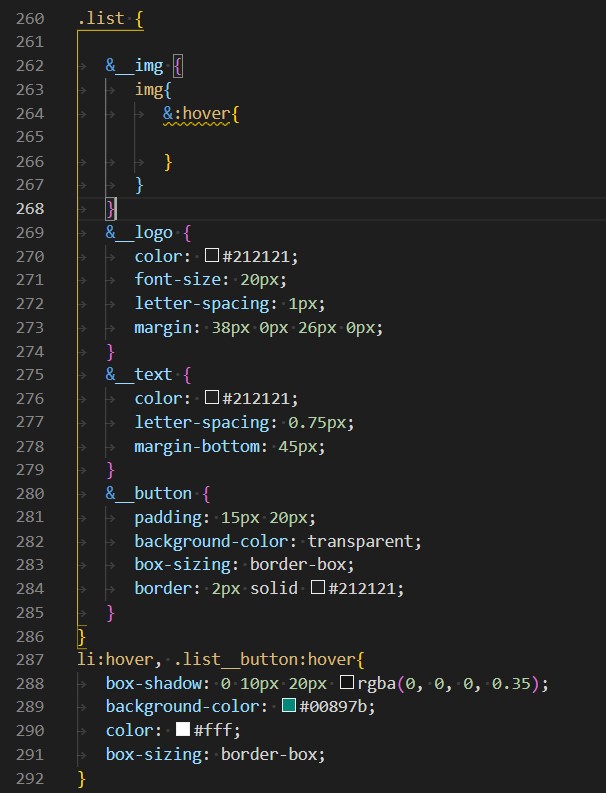 260 .list {
261
262 &__img {
263 img{
264 &:hover{
265
266 }
267 }
268 }
269 &__logo {
270 color: #212121;
271 font-size: 20px;
272 letter-spacing: 1px;
273 margin: 38px 0px 26px 0px;
274 }
275 &__text {
276 color: #212121;
277 letter-spacing: 0.75px;
278 margin-bottom: 45px;
279 }
280 &__button {
281 padding: 15px 20px;
282 background-color: transparent;
283 box-sizing: border-box;
284 border: 2px solid #212121;
285 }
286 }
287 li:hover, .list__button:hover{
288 box-shadow: 0 10px 20px rgba(0, 0, 0, 0.35);
289 background-color: #00897b;
290 color: #fff;
291 box-sizing: border-box;
292 }